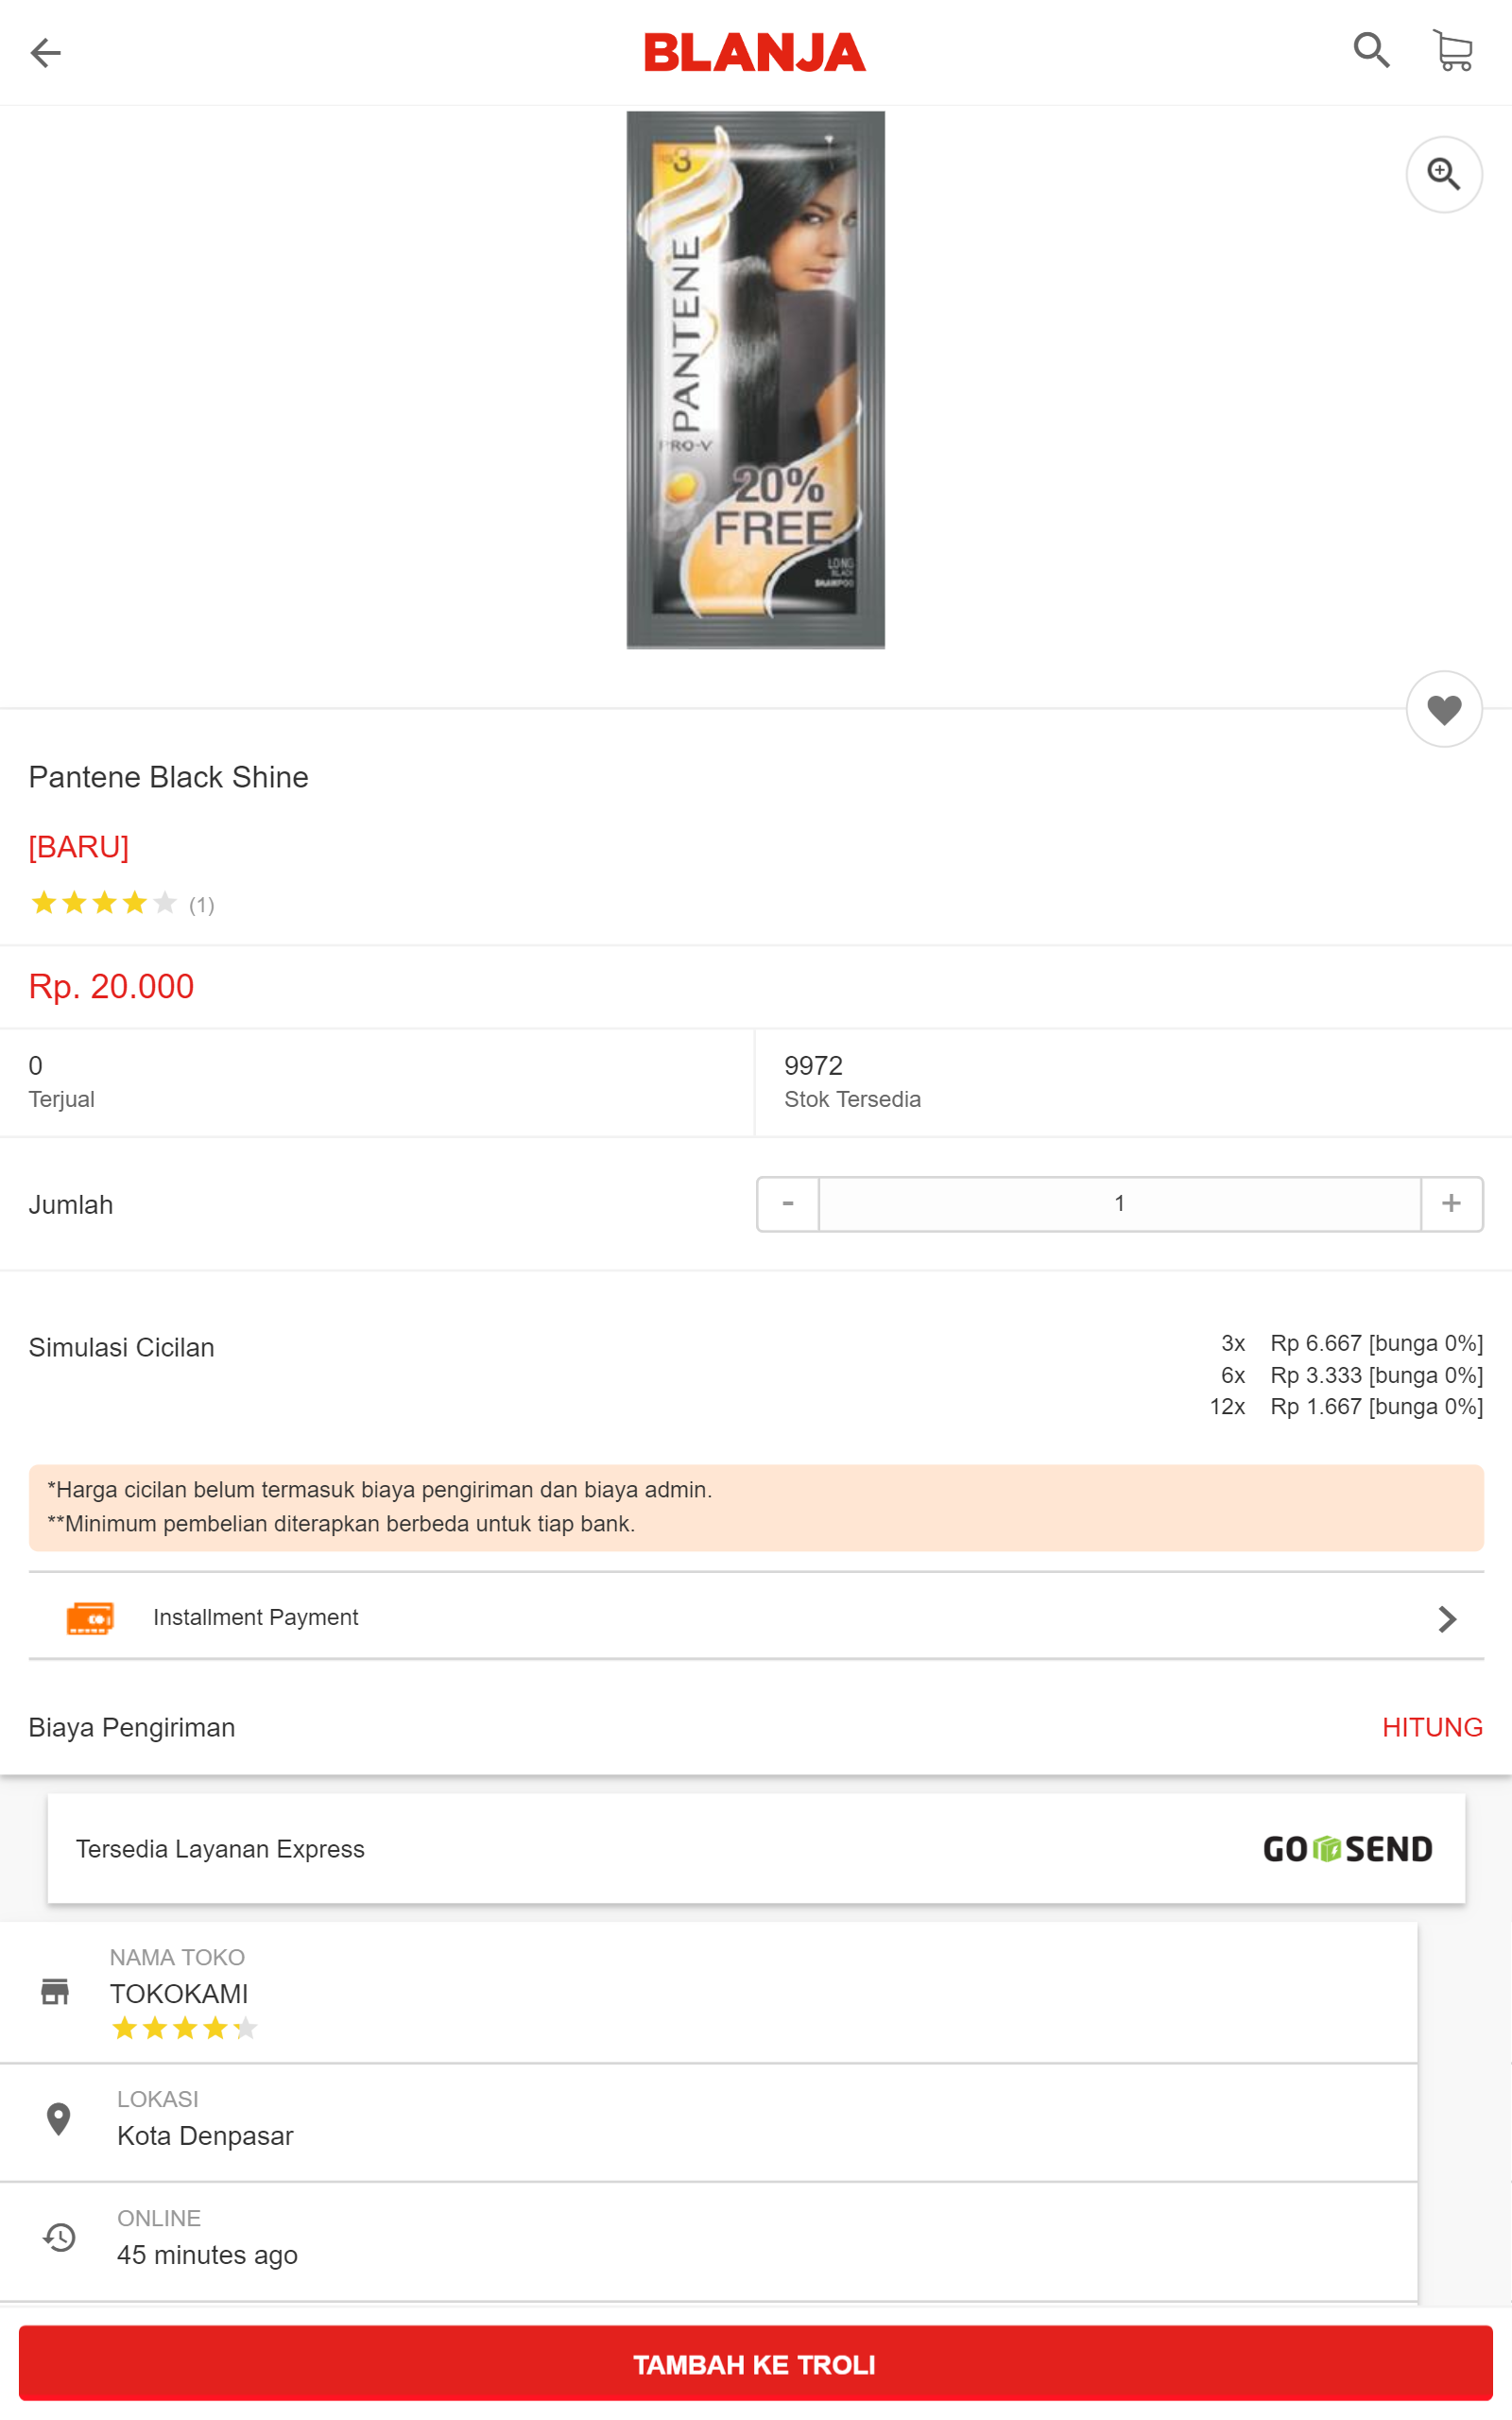 BLANJA
3
PANTENE
PRO-V
20%
FREE
LONG
BLACK
SHAMPOO
Pantene Black Shine
[BARU]
(1)
Rp. 20.000
0
Terjual
9972
Stok Tersedia
Jumlah
- 1 +
Simulasi Cicilan
3x Rp 6.667 [bunga 0%]
6x Rp 3.333 [bunga 0%]
12x Rp 1.667 [bunga 0%]
*Harga cicilan belum termasuk biaya pengiriman dan biaya admin.
**Minimum pembelian diterapkan berbeda untuk tiap bank.
Installment Payment
Biaya Pengiriman HITUNG
Tersedia Layanan Express GO SEND
NAMA TOKO
TOKOKAMI
LOKASI
Kota Denpasar
ONLINE
45 minutes ago
TAMBAH KE TROLI